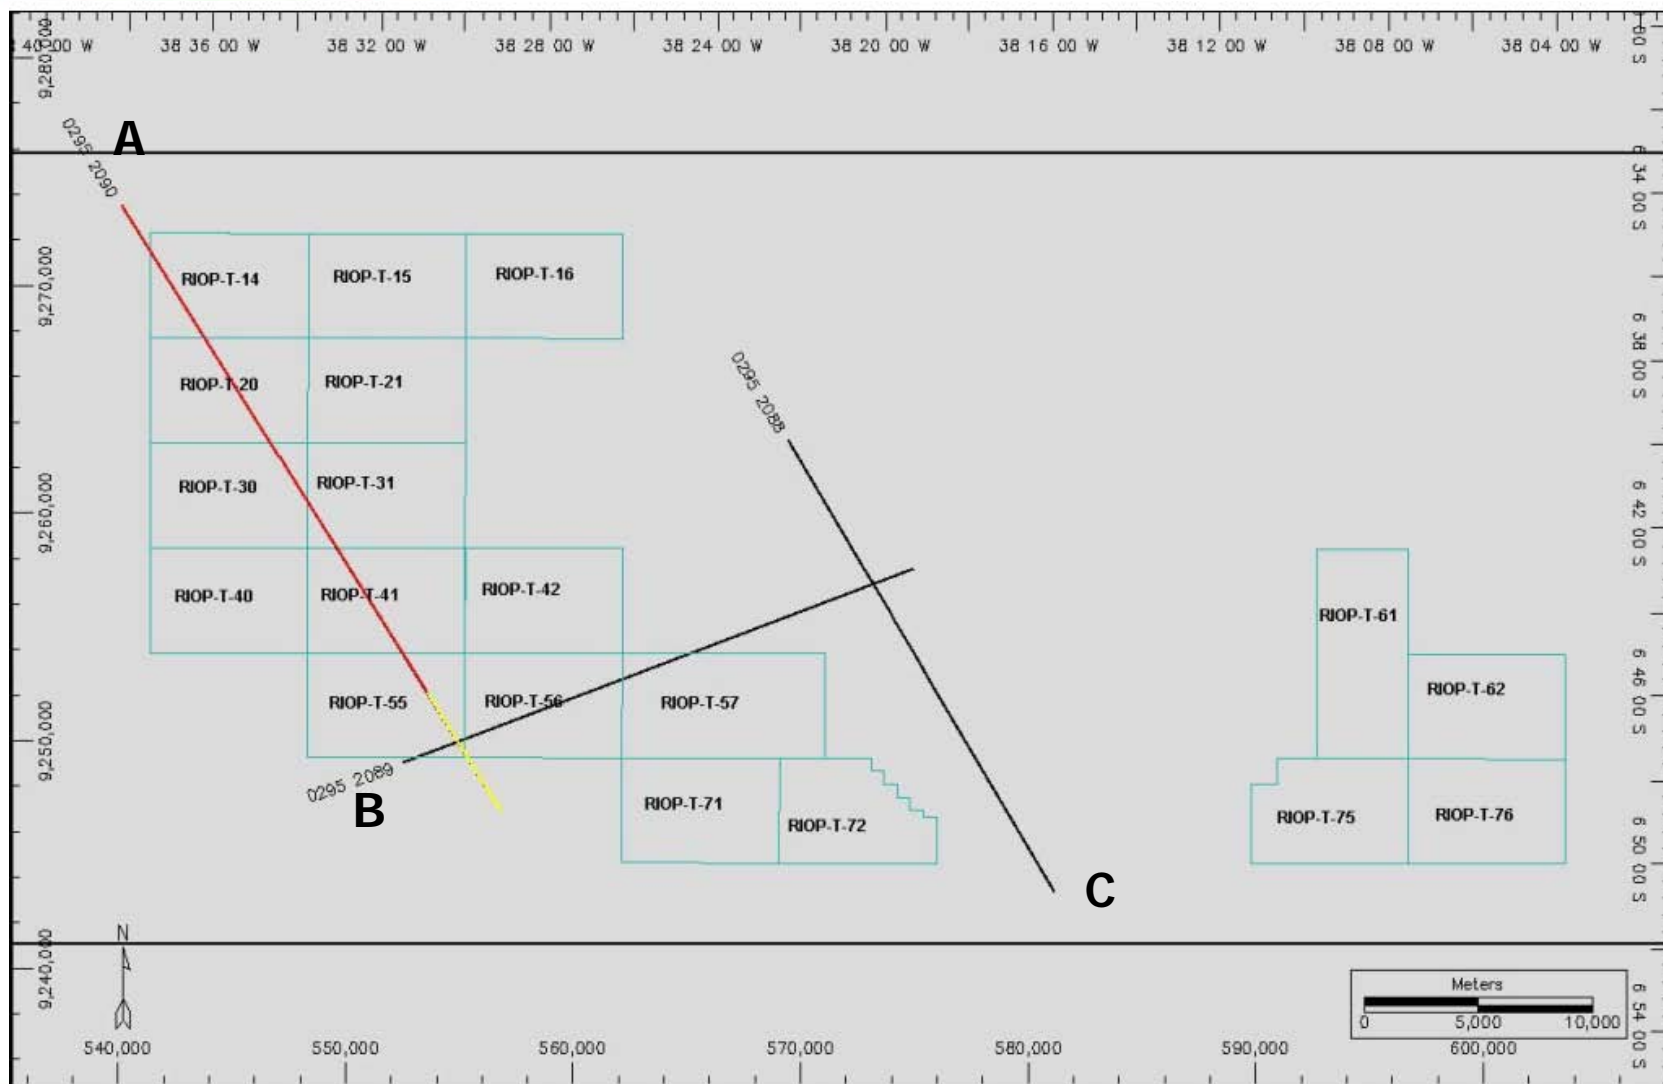 40 00 W 38 36 00 W 38 32 00 W 38 28 00 W 38 24 00 W 38 20 00 W 38 16 00 W 38 12 00 W 38 08 00 W 38 04 00 W
9,280,000
A
0295 2090
6 34 00 S
RIOP-T-14 RIOP-T-15 RIOP-T-16
9,270,000
6 38 00 S
RIOP-T-20 RIOP-T-21
0295 2088
RIOP-T-30 RIOP-T-31
9,260,000
6 42 00 S
RIOP-T-40 RIOP-T-41 RIOP-T-42
RIOP-T-61
RIOP-T-55 RIOP-T-56 RIOP-T-57
RIOP-T-62
6 46 00 S
9,250,000
0295 2089
B
RIOP-T-71 RIOP-T-72
RIOP-T-75 RIOP-T-76
6 50 00 S
C
N
9,240,000
Meters
0 5,000 10,000
6 54 00 S
540,000 550,000 560,000 570,000 580,000 590,000 600,000